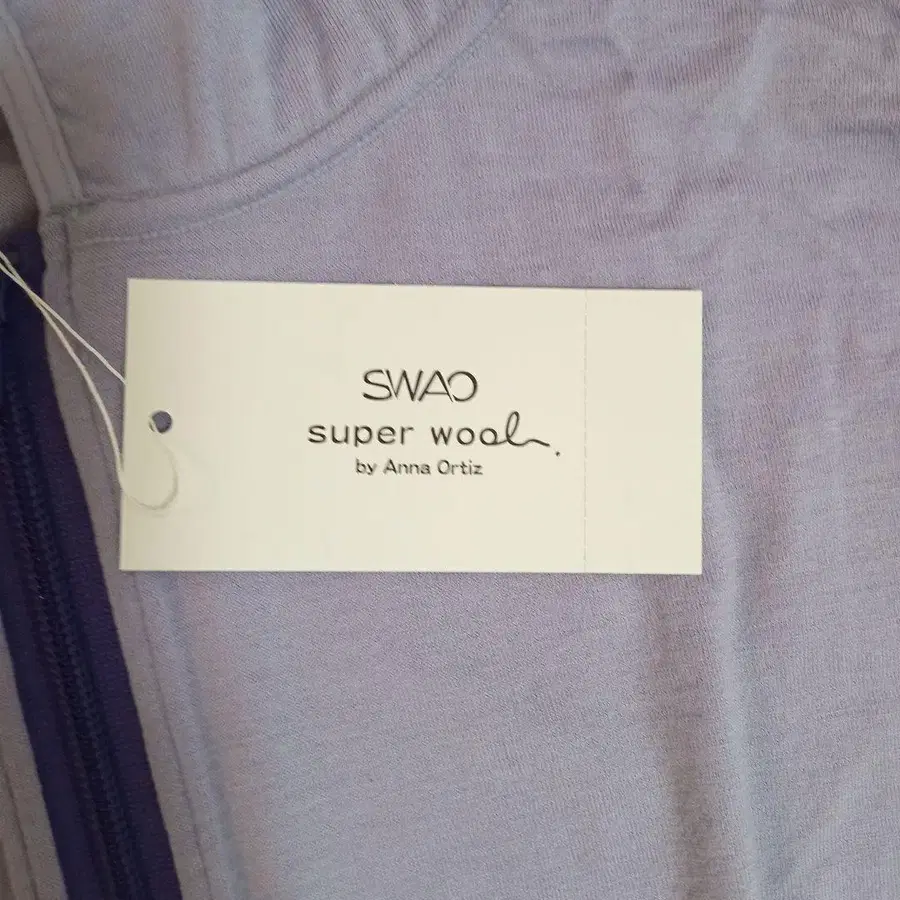 SWAO
super wool.
by Anna Ortiz